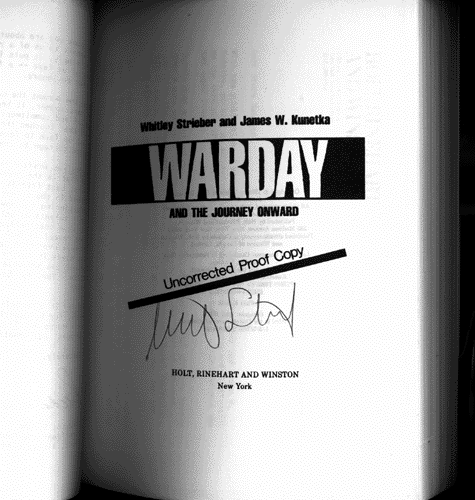 Whitley Strieber and James W. Kunetka
WARDAY
AND THE JOURNEY ONWARD
Uncorrected Proof Copy
HOLT, RINEHART AND WINSTON
New York